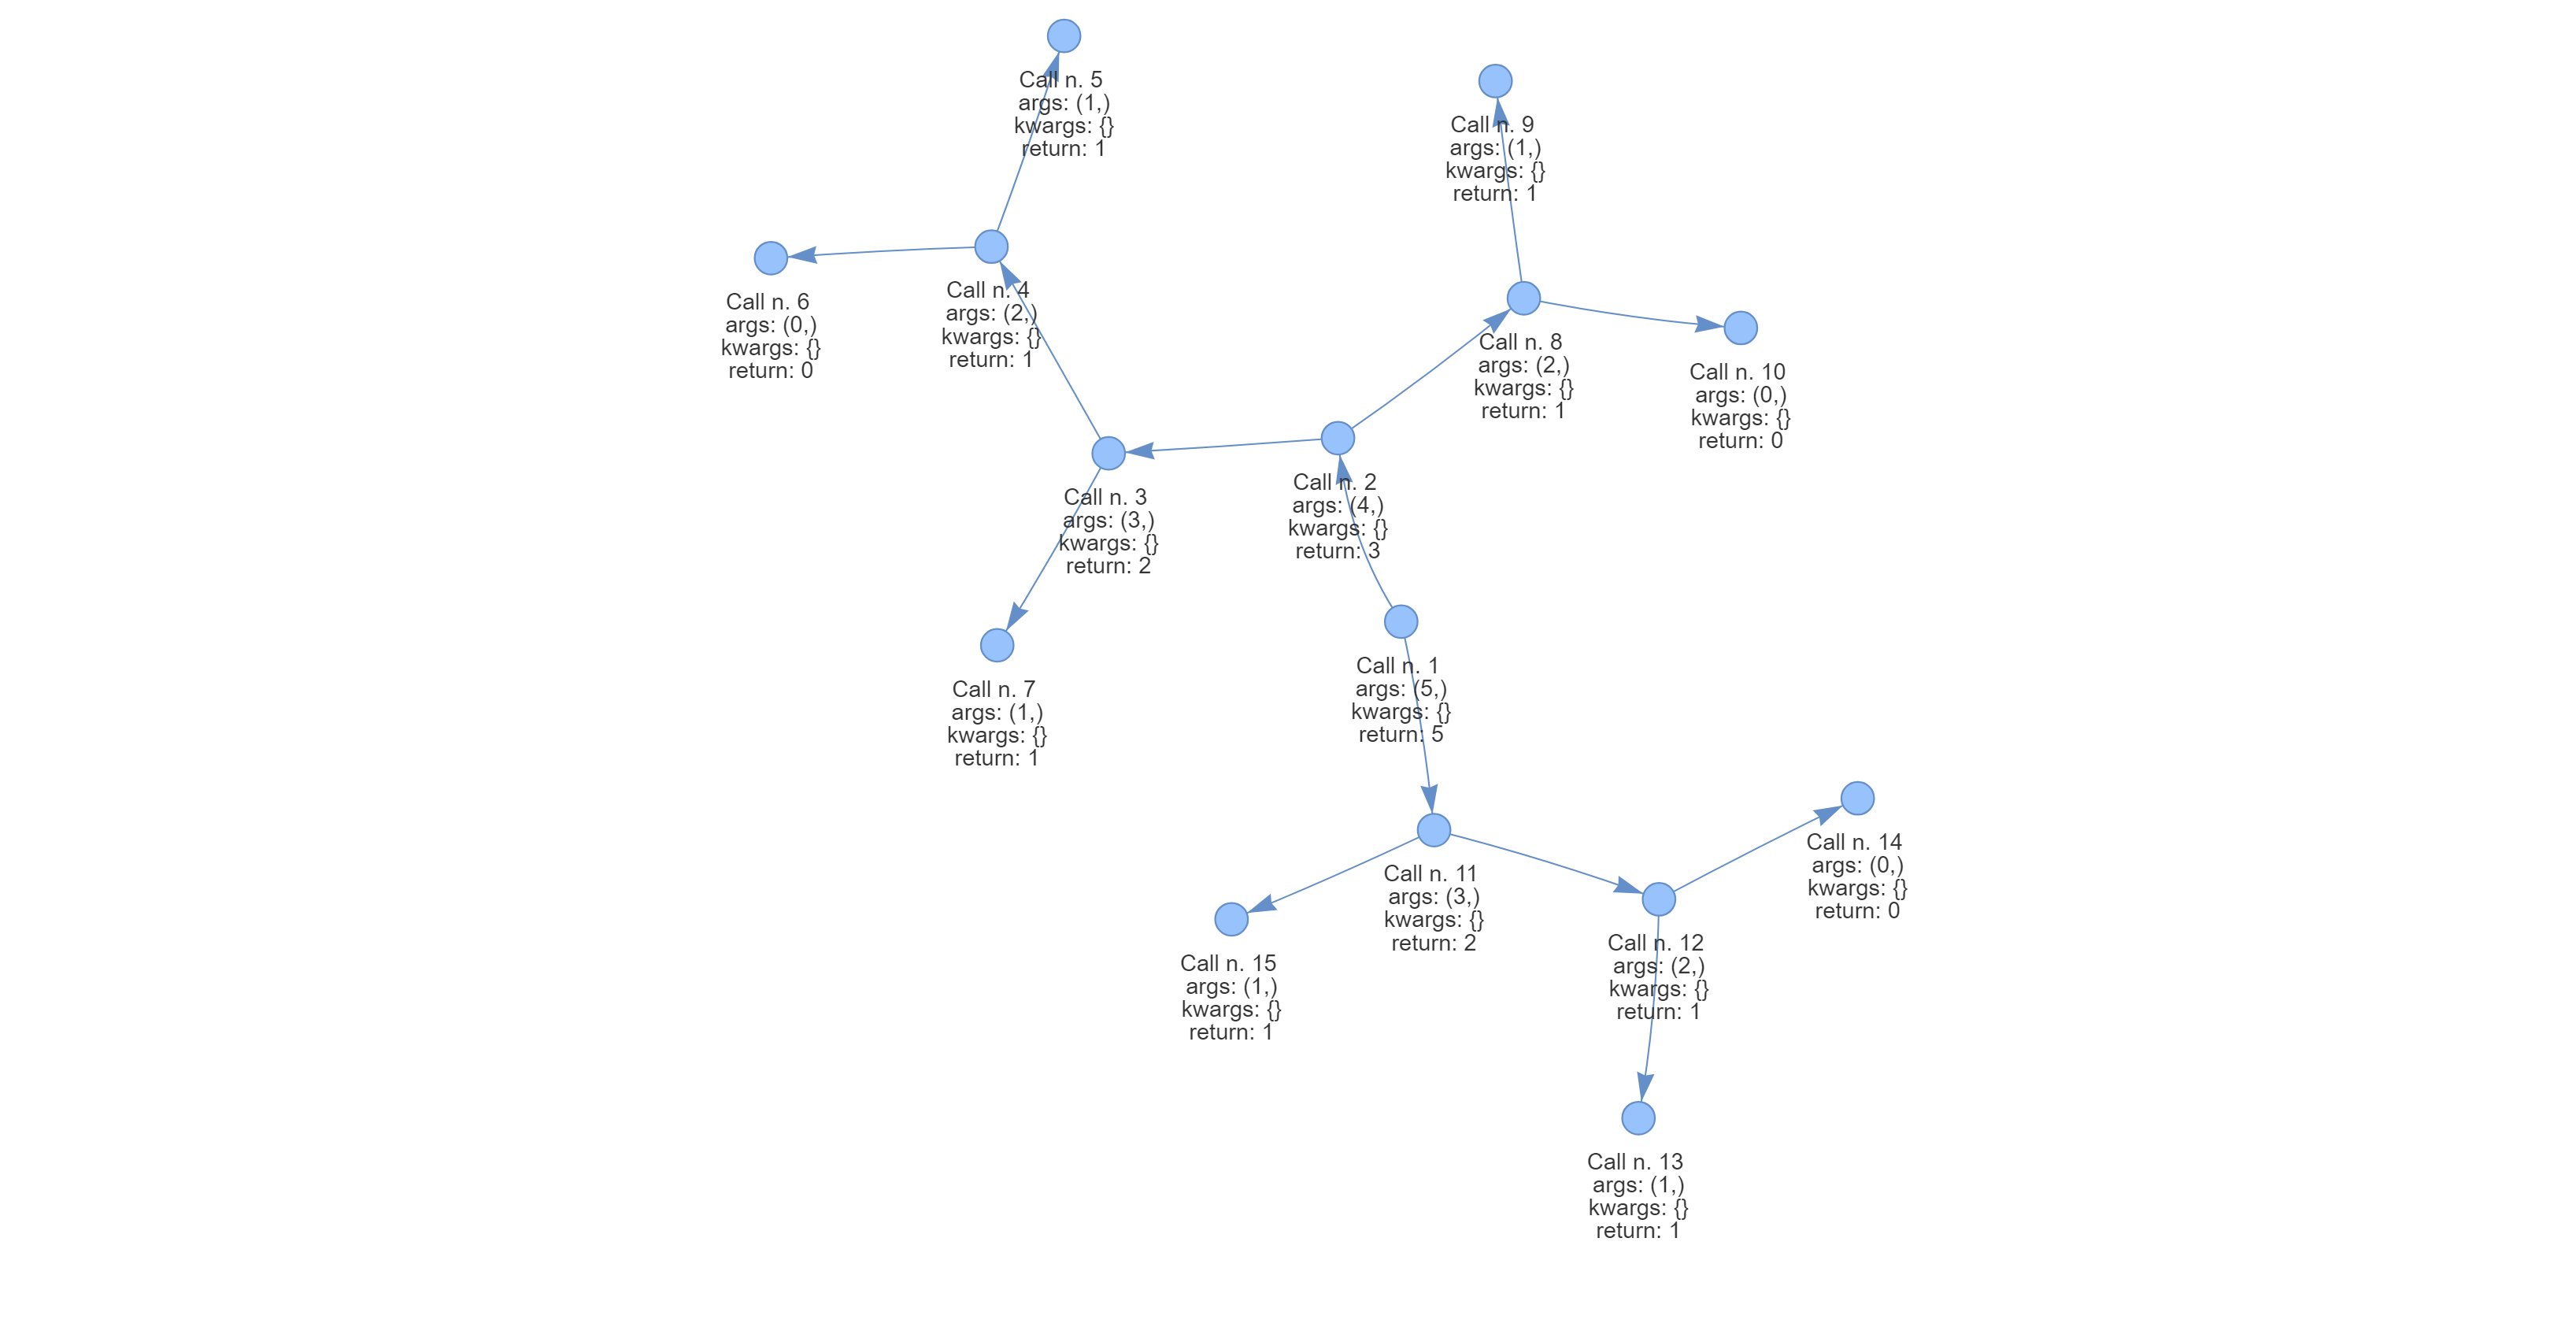 Call n. 5
args: (1,)
kwargs: {}
return: 1
Call n. 9
args: (1,)
kwargs: {}
return: 1
Call n. 6
args: (0,)
kwargs: {}
return: 0
Call n. 4
args: (2,)
kwargs: {}
return: 1
Call n. 8
args: (2,)
kwargs: {}
return: 1
Call n. 10
args: (0,)
kwargs: {}
return: 0
Call n. 3
args: (3,)
kwargs: {}
return: 2
Call n. 2
args: (4,)
kwargs: {}
return: 3
Call n. 7
args: (1,)
kwargs: {}
return: 1
Call n. 1
args: (5,)
kwargs: {}
return: 5
Call n. 14
args: (0,)
kwargs: {}
return: 0
Call n. 11
args: (3,)
kwargs: {}
return: 2
Call n. 12
args: (2,)
kwargs: {}
return: 1
Call n. 15
args: (1,)
kwargs: {}
return: 1
Call n. 13
args: (1,)
kwargs: {}
return: 1